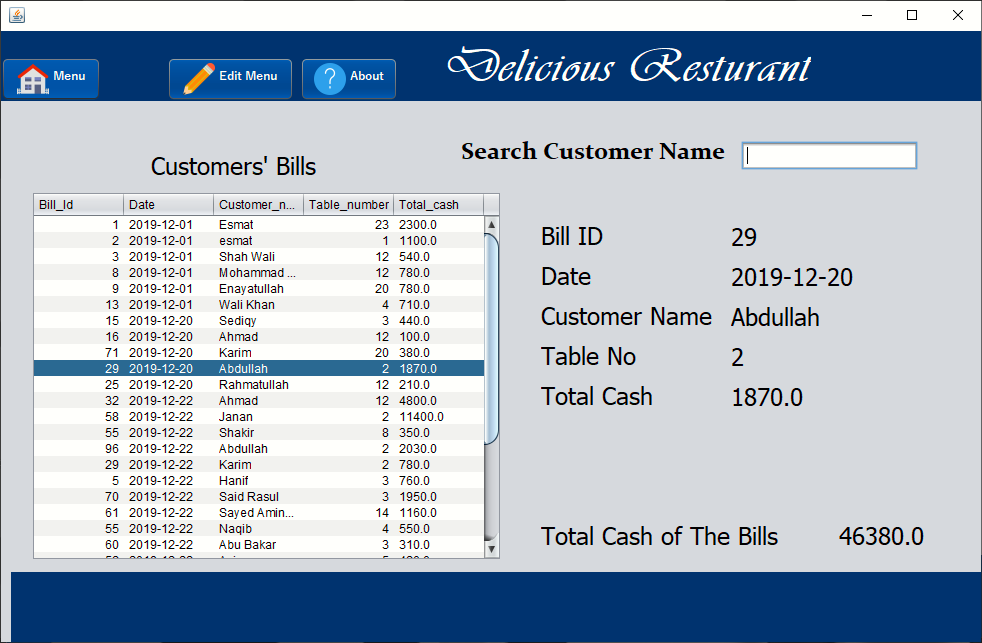 Delicious Resturant
Menu
Edit Menu
About
Search Customer Name
Customers' Bills
Bill_Id Date Customer_n... Table_number Total_cash
1 2019-12-01 Esmat 23 2300.0
2 2019-12-01 esmat 1 1100.0
3 2019-12-01 Shah Wali 12 540.0
8 2019-12-01 Mohammad ... 12 780.0
9 2019-12-01 Enayatullah 20 780.0
13 2019-12-01 Wali Khan 4 710.0
15 2019-12-20 Sediqy 3 440.0
16 2019-12-20 Ahmad 12 100.0
71 2019-12-20 Karim 20 380.0
29 2019-12-20 Abdullah 2 1870.0
25 2019-12-20 Rahmatullah 12 210.0
32 2019-12-22 Ahmad 12 4800.0
58 2019-12-22 Janan 2 11400.0
55 2019-12-22 Shakir 8 350.0
96 2019-12-22 Abdullah 2 2030.0
29 2019-12-22 Karim 2 780.0
5 2019-12-22 Hanif 3 760.0
70 2019-12-22 Said Rasul 3 1950.0
61 2019-12-22 Sayed Amin... 14 1160.0
55 2019-12-22 Naqib 4 550.0
60 2019-12-22 Abu Bakar 3 310.0
Bill ID 29
Date 2019-12-20
Customer Name Abdullah
Table No 2
Total Cash 1870.0
Total Cash of The Bills 46380.0